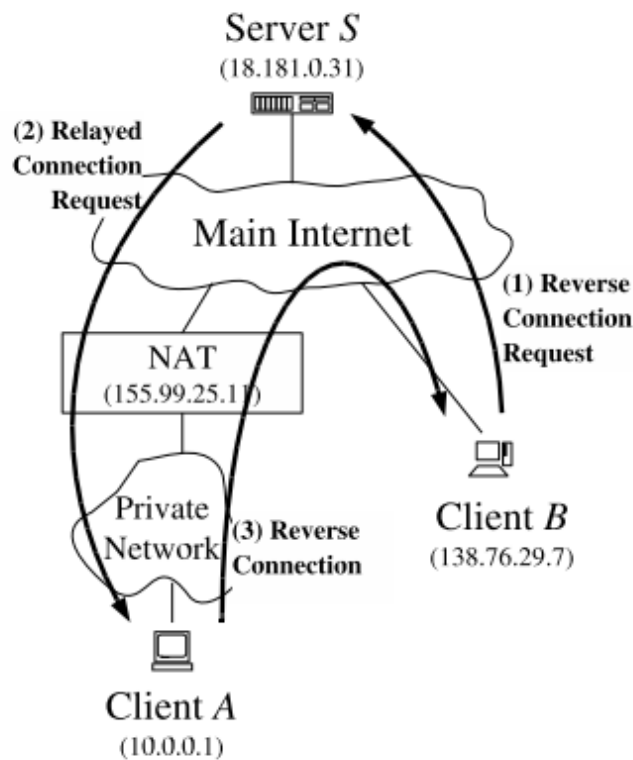 Server S
(18.181.0.31)
(2) Relayed
Connection
Request
Main Internet
(1) Reverse
Connection
Request
NAT
(155.99.25.11)
Private
Network
(3) Reverse
Connection
Client B
(138.76.29.7)
Client A
(10.0.0.1)